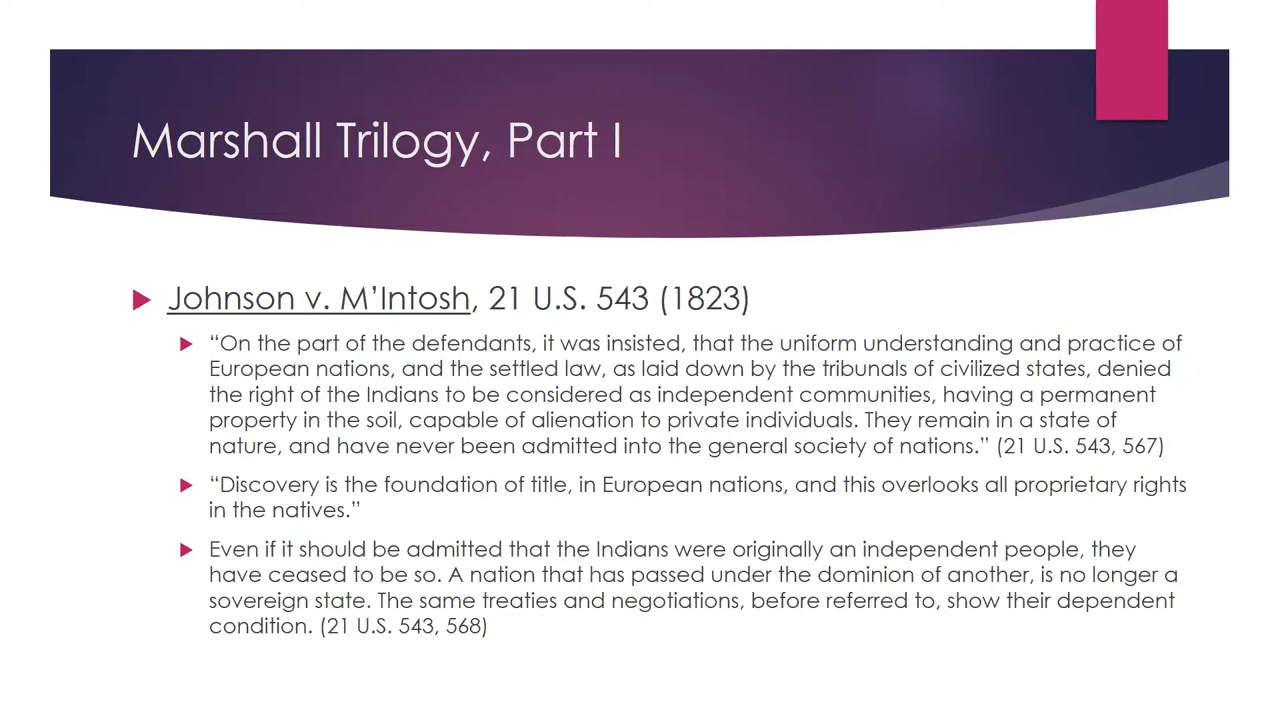 Marshall Trilogy, Part I
Johnson v. M’Intosh, 21 U.S. 543 (1823)
“On the part of the defendants, it was insisted, that the uniform understanding and practice of
European nations, and the settled law, as laid down by the tribunals of civilized states, denied
the right of the Indians to be considered as independent communities, having a permanent
property in the soil, capable of alienation to private individuals. They remain in a state of
nature, and have never been admitted into the general society of nations.” (21 U.S. 543, 567)
“Discovery is the foundation of title, in European nations, and this overlooks all proprietary rights
in the natives.”
Even if it should be admitted that the Indians were originally an independent people, they
have ceased to be so. A nation that has passed under the dominion of another, is no longer a
sovereign state. The same treaties and negotiations, before referred to, show their dependent
condition. (21 U.S. 543, 568)